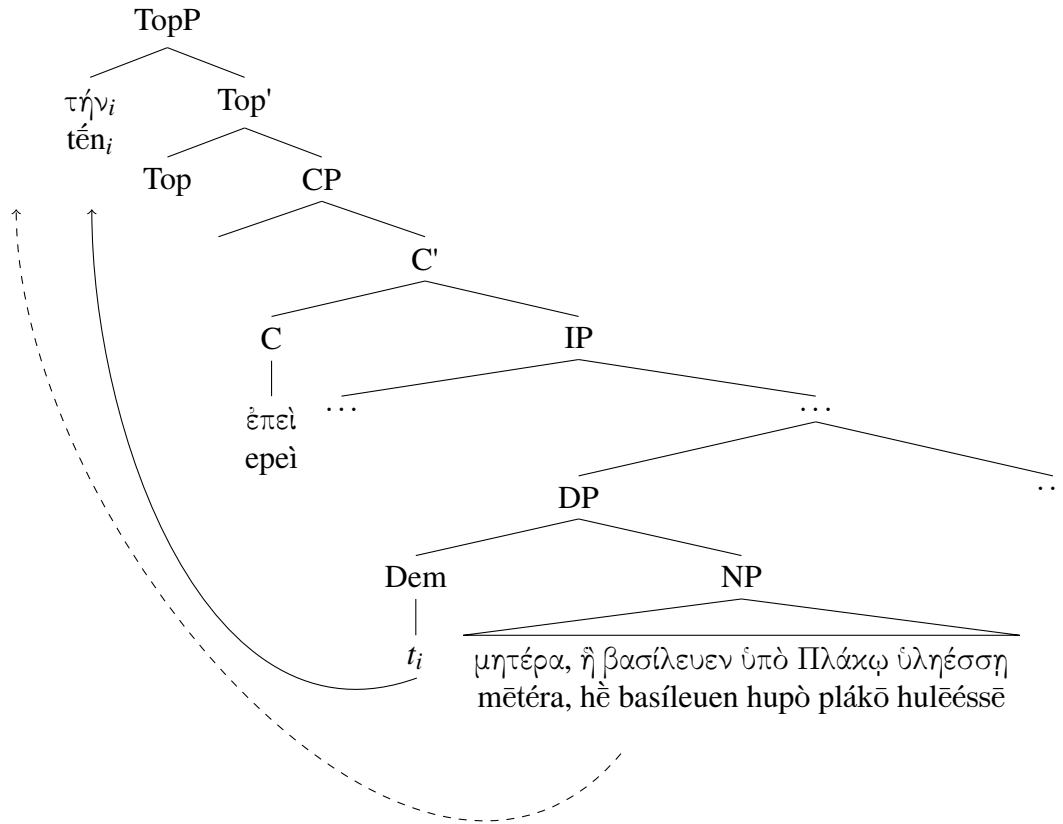 TopP
τήνi Top'
tḗni
Top CP
C'
C IP
ἐπεὶ ... ...
epeì
DP ..
Dem NP
ti μητέρα, ἣ βασίλευεν ὑπὸ Πλάκῳ ὑληέσσῃ
mētéra, hḕ basíleuen hupò plákō hulēéssē